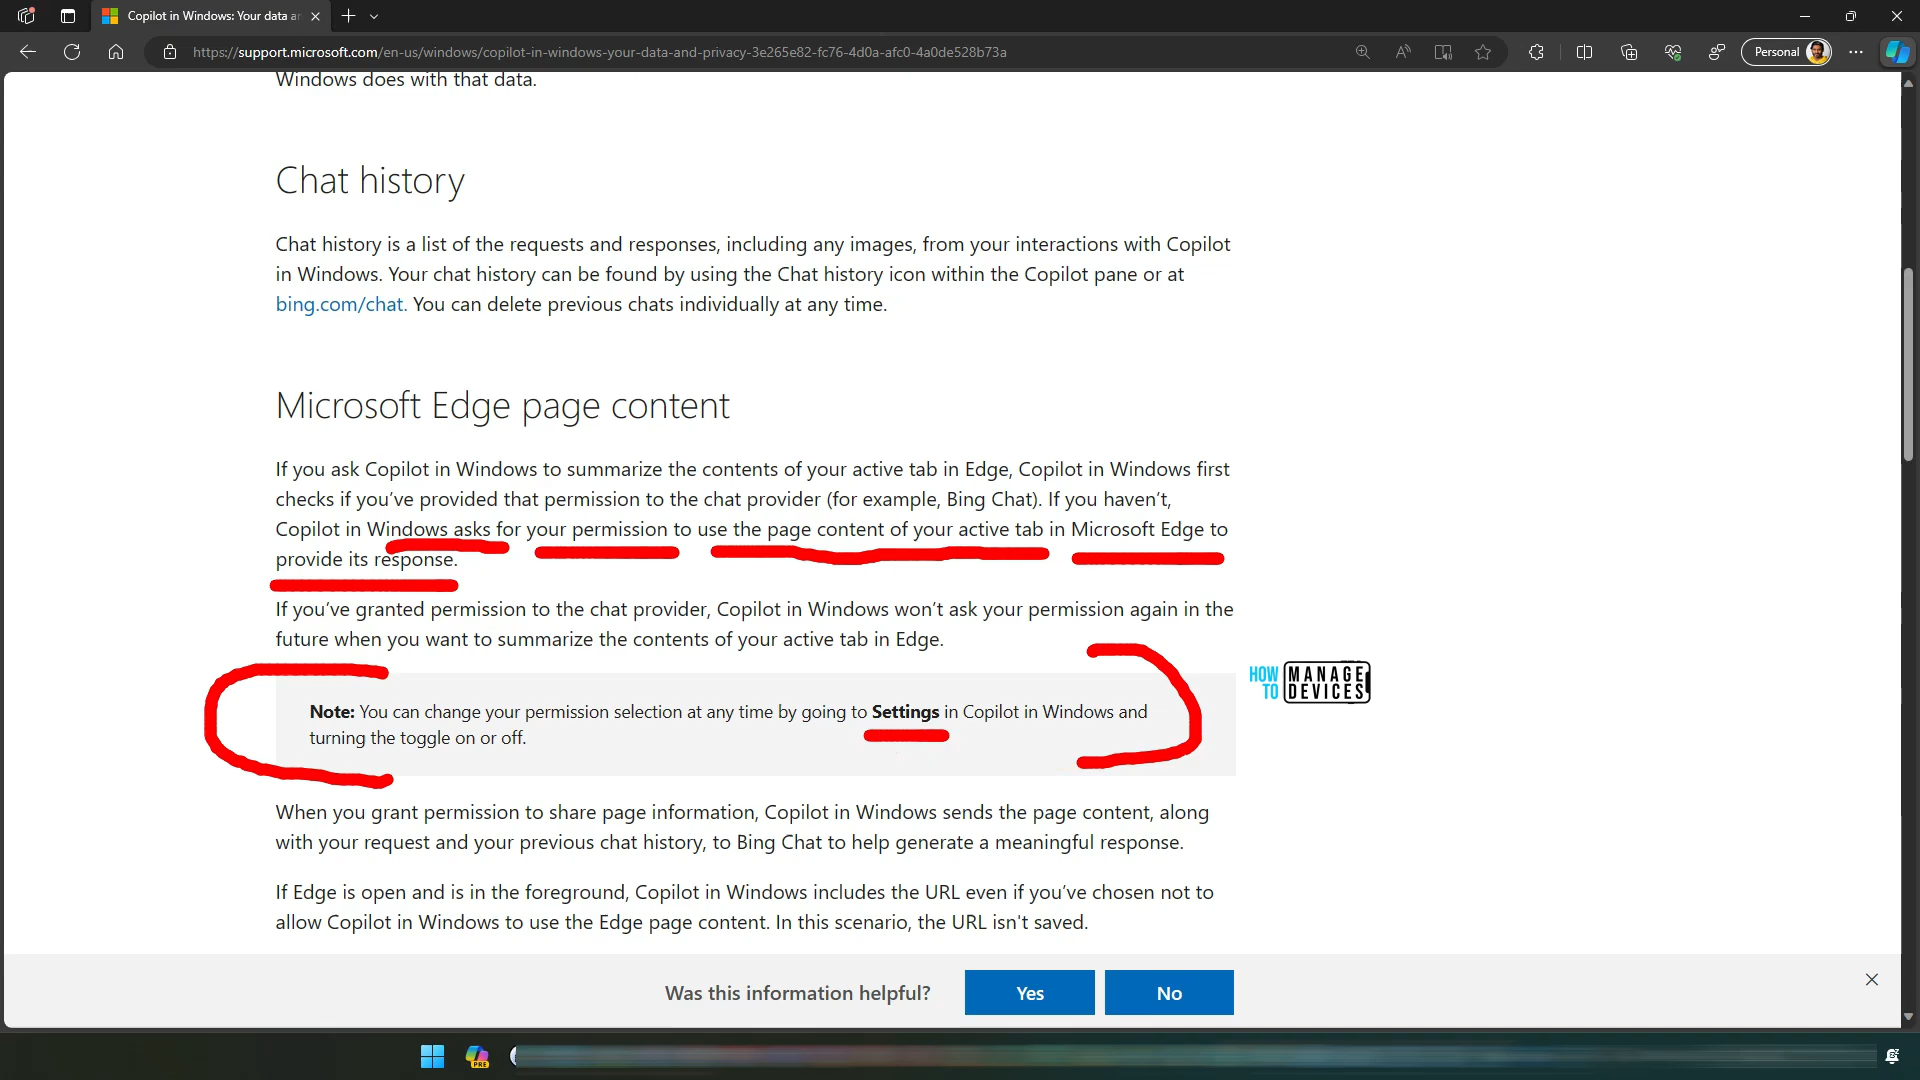 Copilot in Windows: Your data a
https://support.microsoft.com/en-us/windows/copilot-in-windows-your-data-and-privacy-3e265e82-fc76-4d0a-afc0-4a0de528b73a
Personal
Windows does with that data.
Chat history
Chat history is a list of the requests and responses, including any images, from your interactions with Copilot
in Windows. Your chat history can be found by using the Chat history icon within the Copilot pane or at
bing.com/chat. You can delete previous chats individually at any time.
Microsoft Edge page content
If you ask Copilot in Windows to summarize the contents of your active tab in Edge, Copilot in Windows first
checks if you've provided that permission to the chat provider (for example, Bing Chat). If you haven't,
Copilot in Windows asks for your permission to use the page content of your active tab in Microsoft Edge to
provide its response.
If you've granted permission to the chat provider, Copilot in Windows won't ask your permission again in the
future when you want to summarize the contents of your active tab in Edge.
HOW TO MANAGE DEVICES
Note: You can change your permission selection at any time by going to Settings in Copilot in Windows and
turning the toggle on or off.
When you grant permission to share page information, Copilot in Windows sends the page content, along
with your request and your previous chat history, to Bing Chat to help generate a meaningful response.
If Edge is open and is in the foreground, Copilot in Windows includes the URL even if you've chosen not to
allow Copilot in Windows to use the Edge page content. In this scenario, the URL isn't saved.
Was this information helpful?
Yes
No
PRE